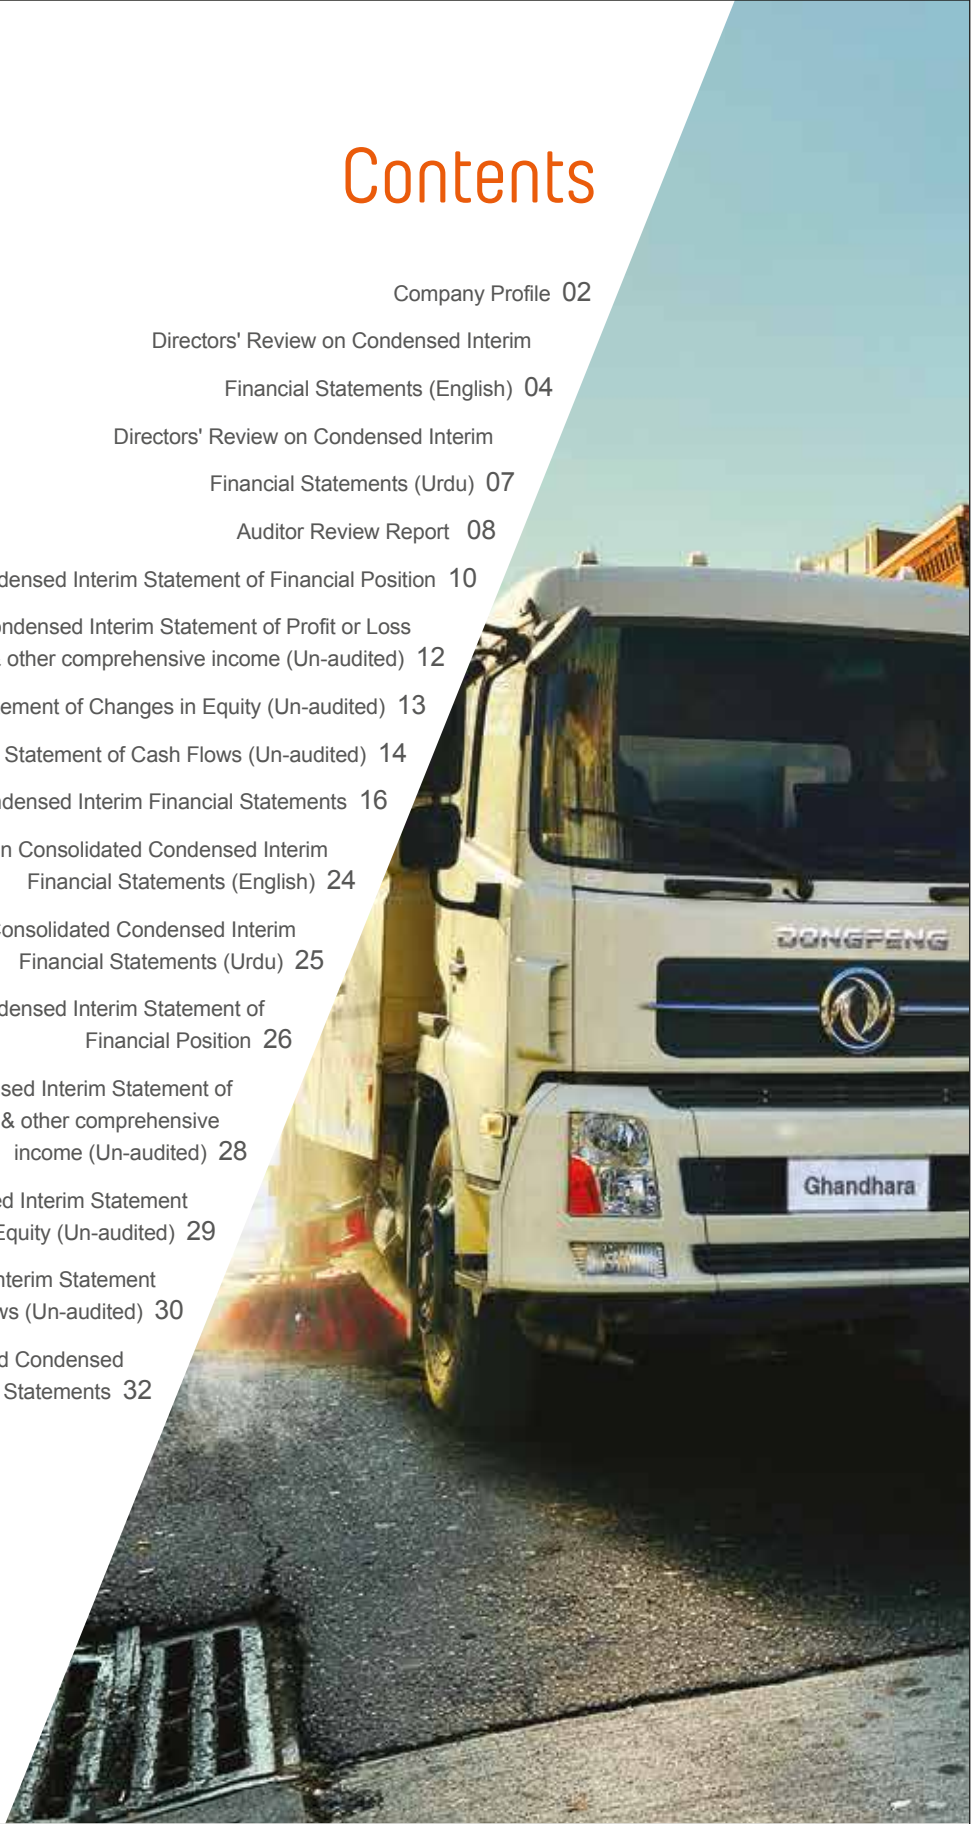 Contents
Company Profile 02
Directors' Review on Condensed Interim
Financial Statements (English) 04
Directors' Review on Condensed Interim
Financial Statements (Urdu) 07
Auditor Review Report 08
densed Interim Statement of Financial Position 10
ondensed Interim Statement of Profit or Loss
other comprehensive income (Un-audited) 12
ement of Changes in Equity (Un-audited) 13
Statement of Cash Flows (Un-audited) 14
ndensed Interim Financial Statements 16
n Consolidated Condensed Interim
Financial Statements (English) 24
onsolidated Condensed Interim
Financial Statements (Urdu) 25
densed Interim Statement of
Financial Position 26
sed Interim Statement of
& other comprehensive
income (Un-audited) 28
ed Interim Statement
Equity (Un-audited) 29
nterim Statement
ws (Un-audited) 30
d Condensed
Statements 32
DONGFENG
Ghandhara